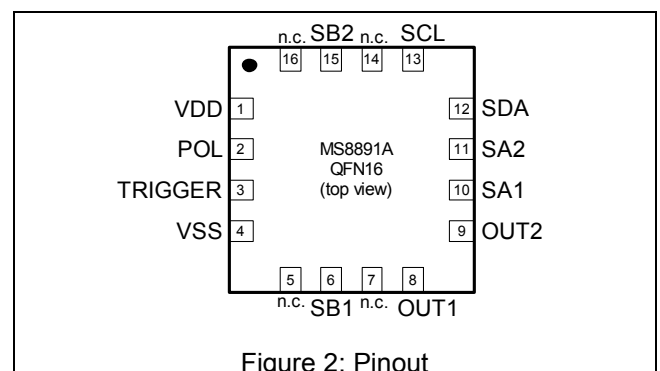 n.c. SB2 n.c. SCL
16 15 14 13
VDD 1 12 SDA
POL 2 MS8891A 11 SA2
QFN16
TRIGGER 3 (top view) 10 SA1
VSS 4 9 OUT2
5 6 7 8
n.c. SB1 n.c. OUT1
Figure 2: Pinout